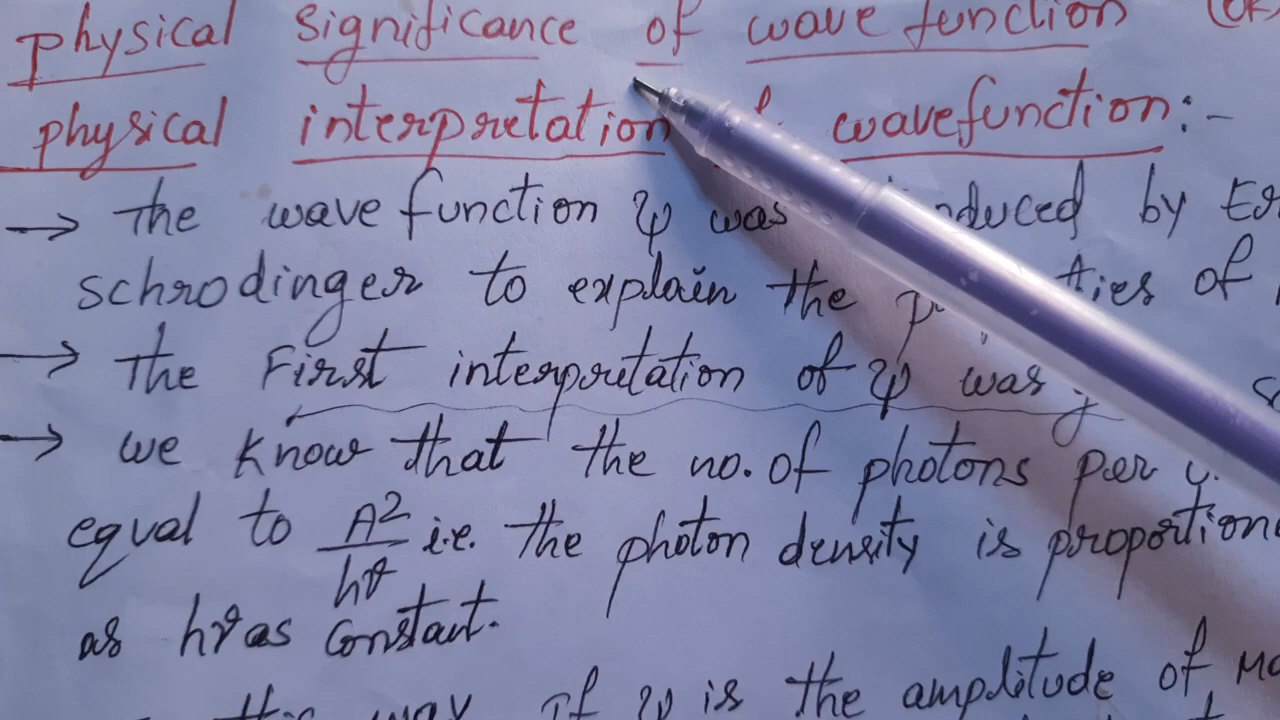 physical significance of wave function (OR)
physical interpretation wavefunction:-
→ The wave function ψ was by
schrodinger to explain the of
→ The First interpretation of ψ was
→ we know that the no. of photons per
equal to A²/hν i.e. the photon density is
as hν as constant.
If ψ is the amplitude of